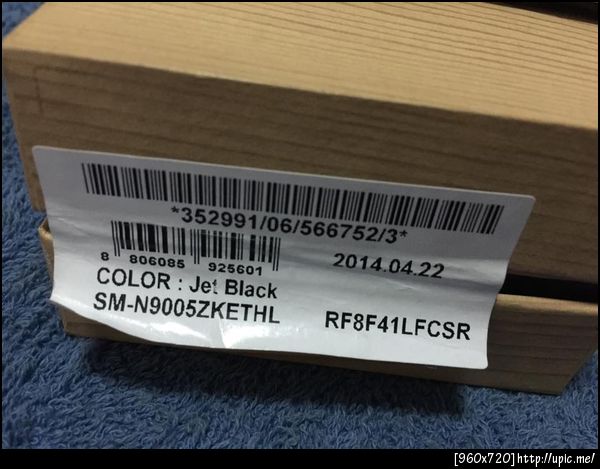 *352991/06/566752/3*
8 806085 925601
2014.04.22
COLOR : Jet Black
SM-N9005ZKETHL
RF8F41LFCSR
[960x720]http://upic.me/